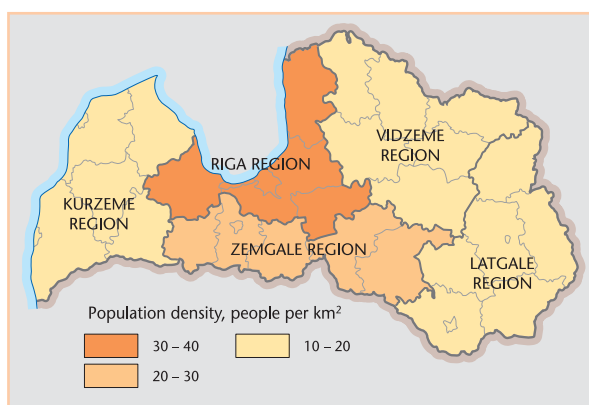 RIGA REGION
VIDZEME
REGION
KURZEME
REGION
ZEMGALE REGION
LATGALE
REGION
Population density, people per km²
30 – 40
10 – 20
20 – 30